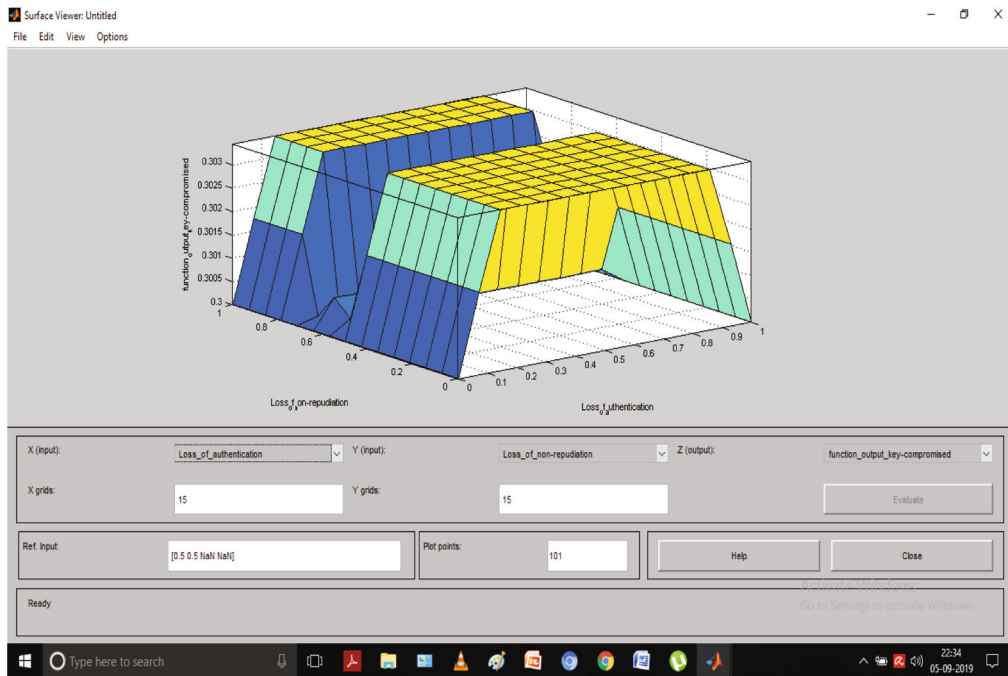 Surface Viewer: Untitled
File Edit View Options
function_output_key-compromised
0.303
0.3025
0.302
0.3015
0.301
0.3005
0.3
1
0.8
0.6
0.4
0.2
0
0
0.1
0.2
0.3
0.4
0.5
0.6
0.7
0.8
0.9
1
Loss_of_non-repudiation
Loss_of_authentication
X (input): Loss_of_authentication Y (input): Loss_of_non-repudiation Z (output): function_output_key-compromised
X grids: 15 Y grids: 15 Evaluate
Ref. Input: [0.5 0.5 NaN NaN] Plot points: 101 Help Close
Activate Windows
Go to Settings to activate Windows.
Ready
Type here to search
22:34
05-09-2019